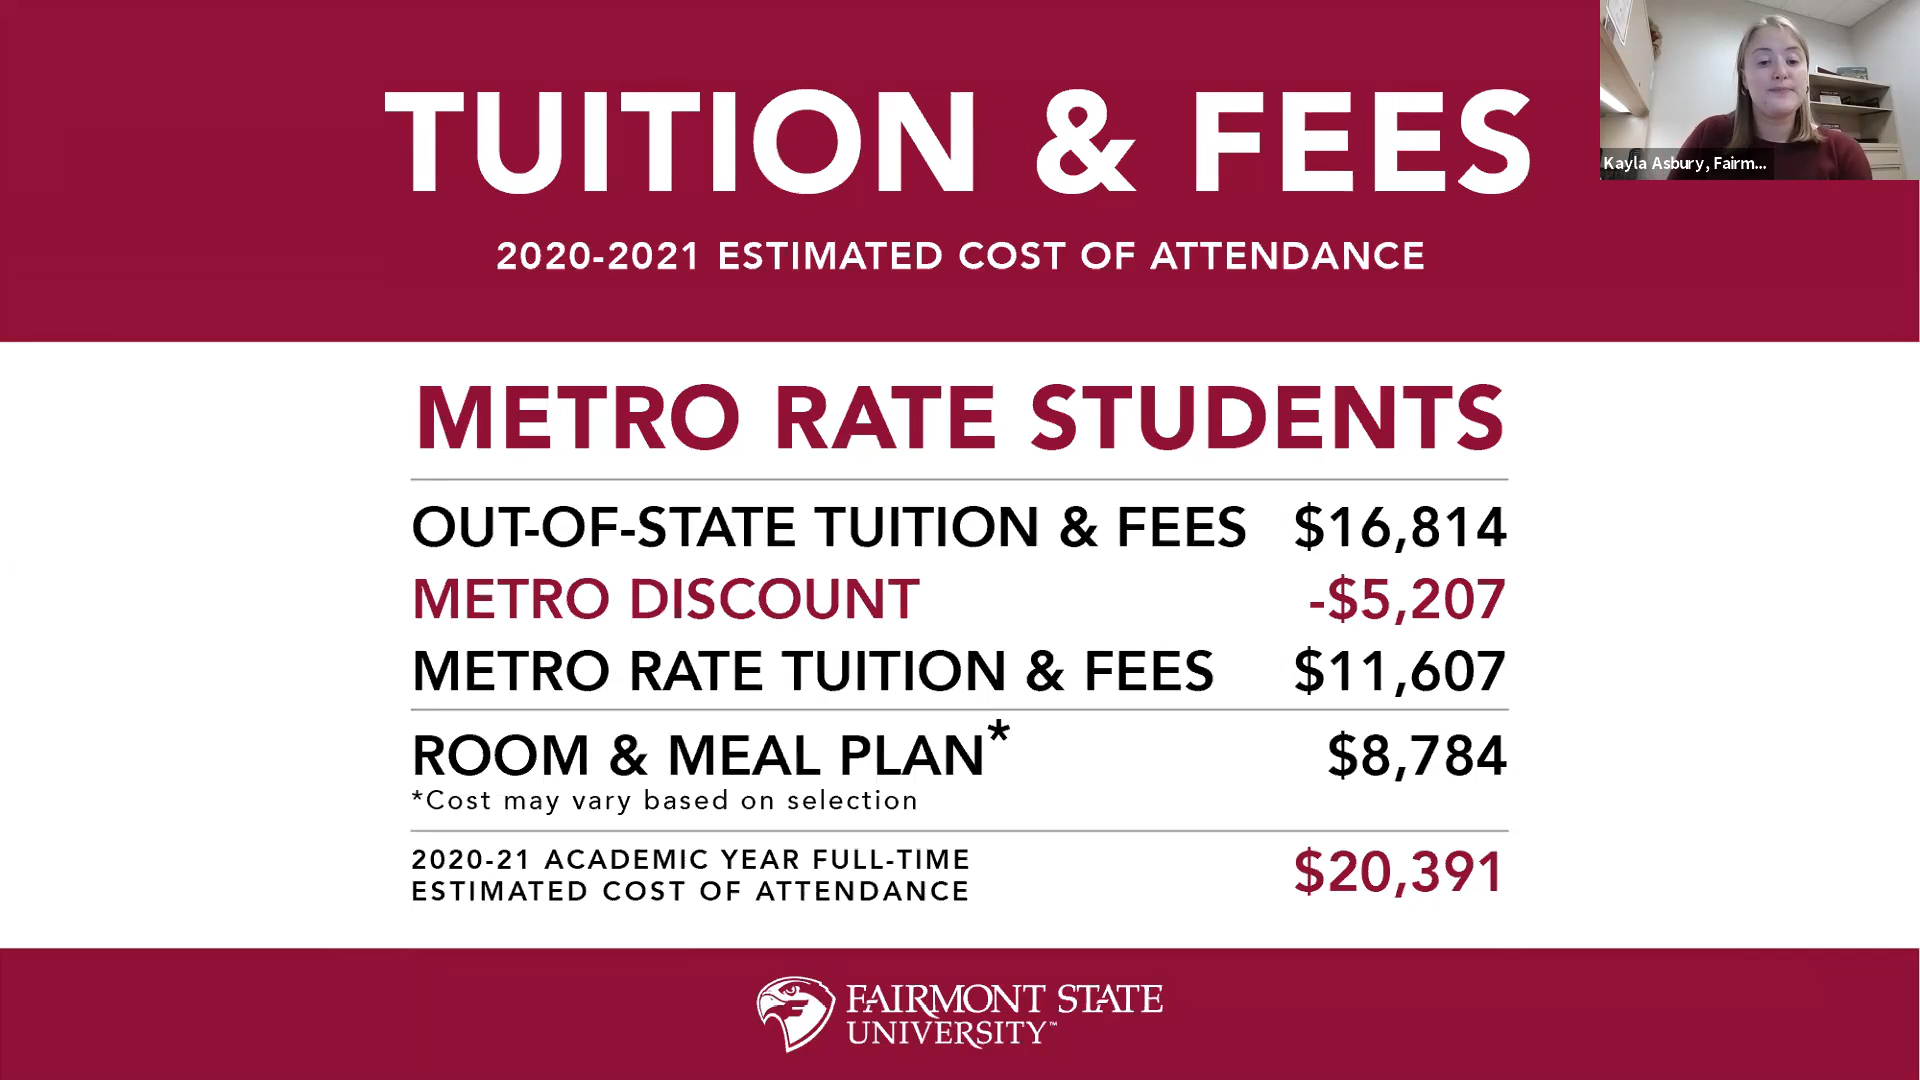 TUITION & FEES
2020-2021 ESTIMATED COST OF ATTENDANCE
Kayla Asbury, Fairm...
METRO RATE STUDENTS
OUT-OF-STATE TUITION & FEES $16,814
METRO DISCOUNT -$5,207
METRO RATE TUITION & FEES $11,607
ROOM & MEAL PLAN* $8,784
*Cost may vary based on selection
2020-21 ACADEMIC YEAR FULL-TIME
ESTIMATED COST OF ATTENDANCE $20,391
FAIRMONT STATE
UNIVERSITY™